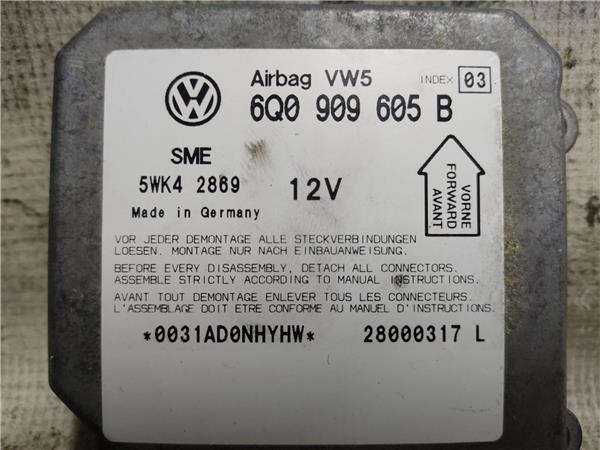 Airbag VW5 INDEX 03
6Q0 909 605 B
SME
5WK4 2869 12V
Made in Germany
VORNE
FORWARD
AVANT
VOR JEDER DEMONTAGE ALLE STECKVERBINDUNGEN
LOESEN. MONTAGE NUR NACH EINBAUANWEISUNG.
BEFORE EVERY DISASSEMBLY, DETACH ALL CONNECTORS.
ASSEMBLE STRICTLY ACCORDING TO MANUAL INSTRUCTIONS.
AVANT TOUT DEMONTAGE ENLEVER TOUS LES CONNECTEURS.
L'ASSEMBLAGE DOIT ETRE CONFORME AU MANUEL D'INSTRUCTIONS.
*0031AD0NHYHW* 28000317 L